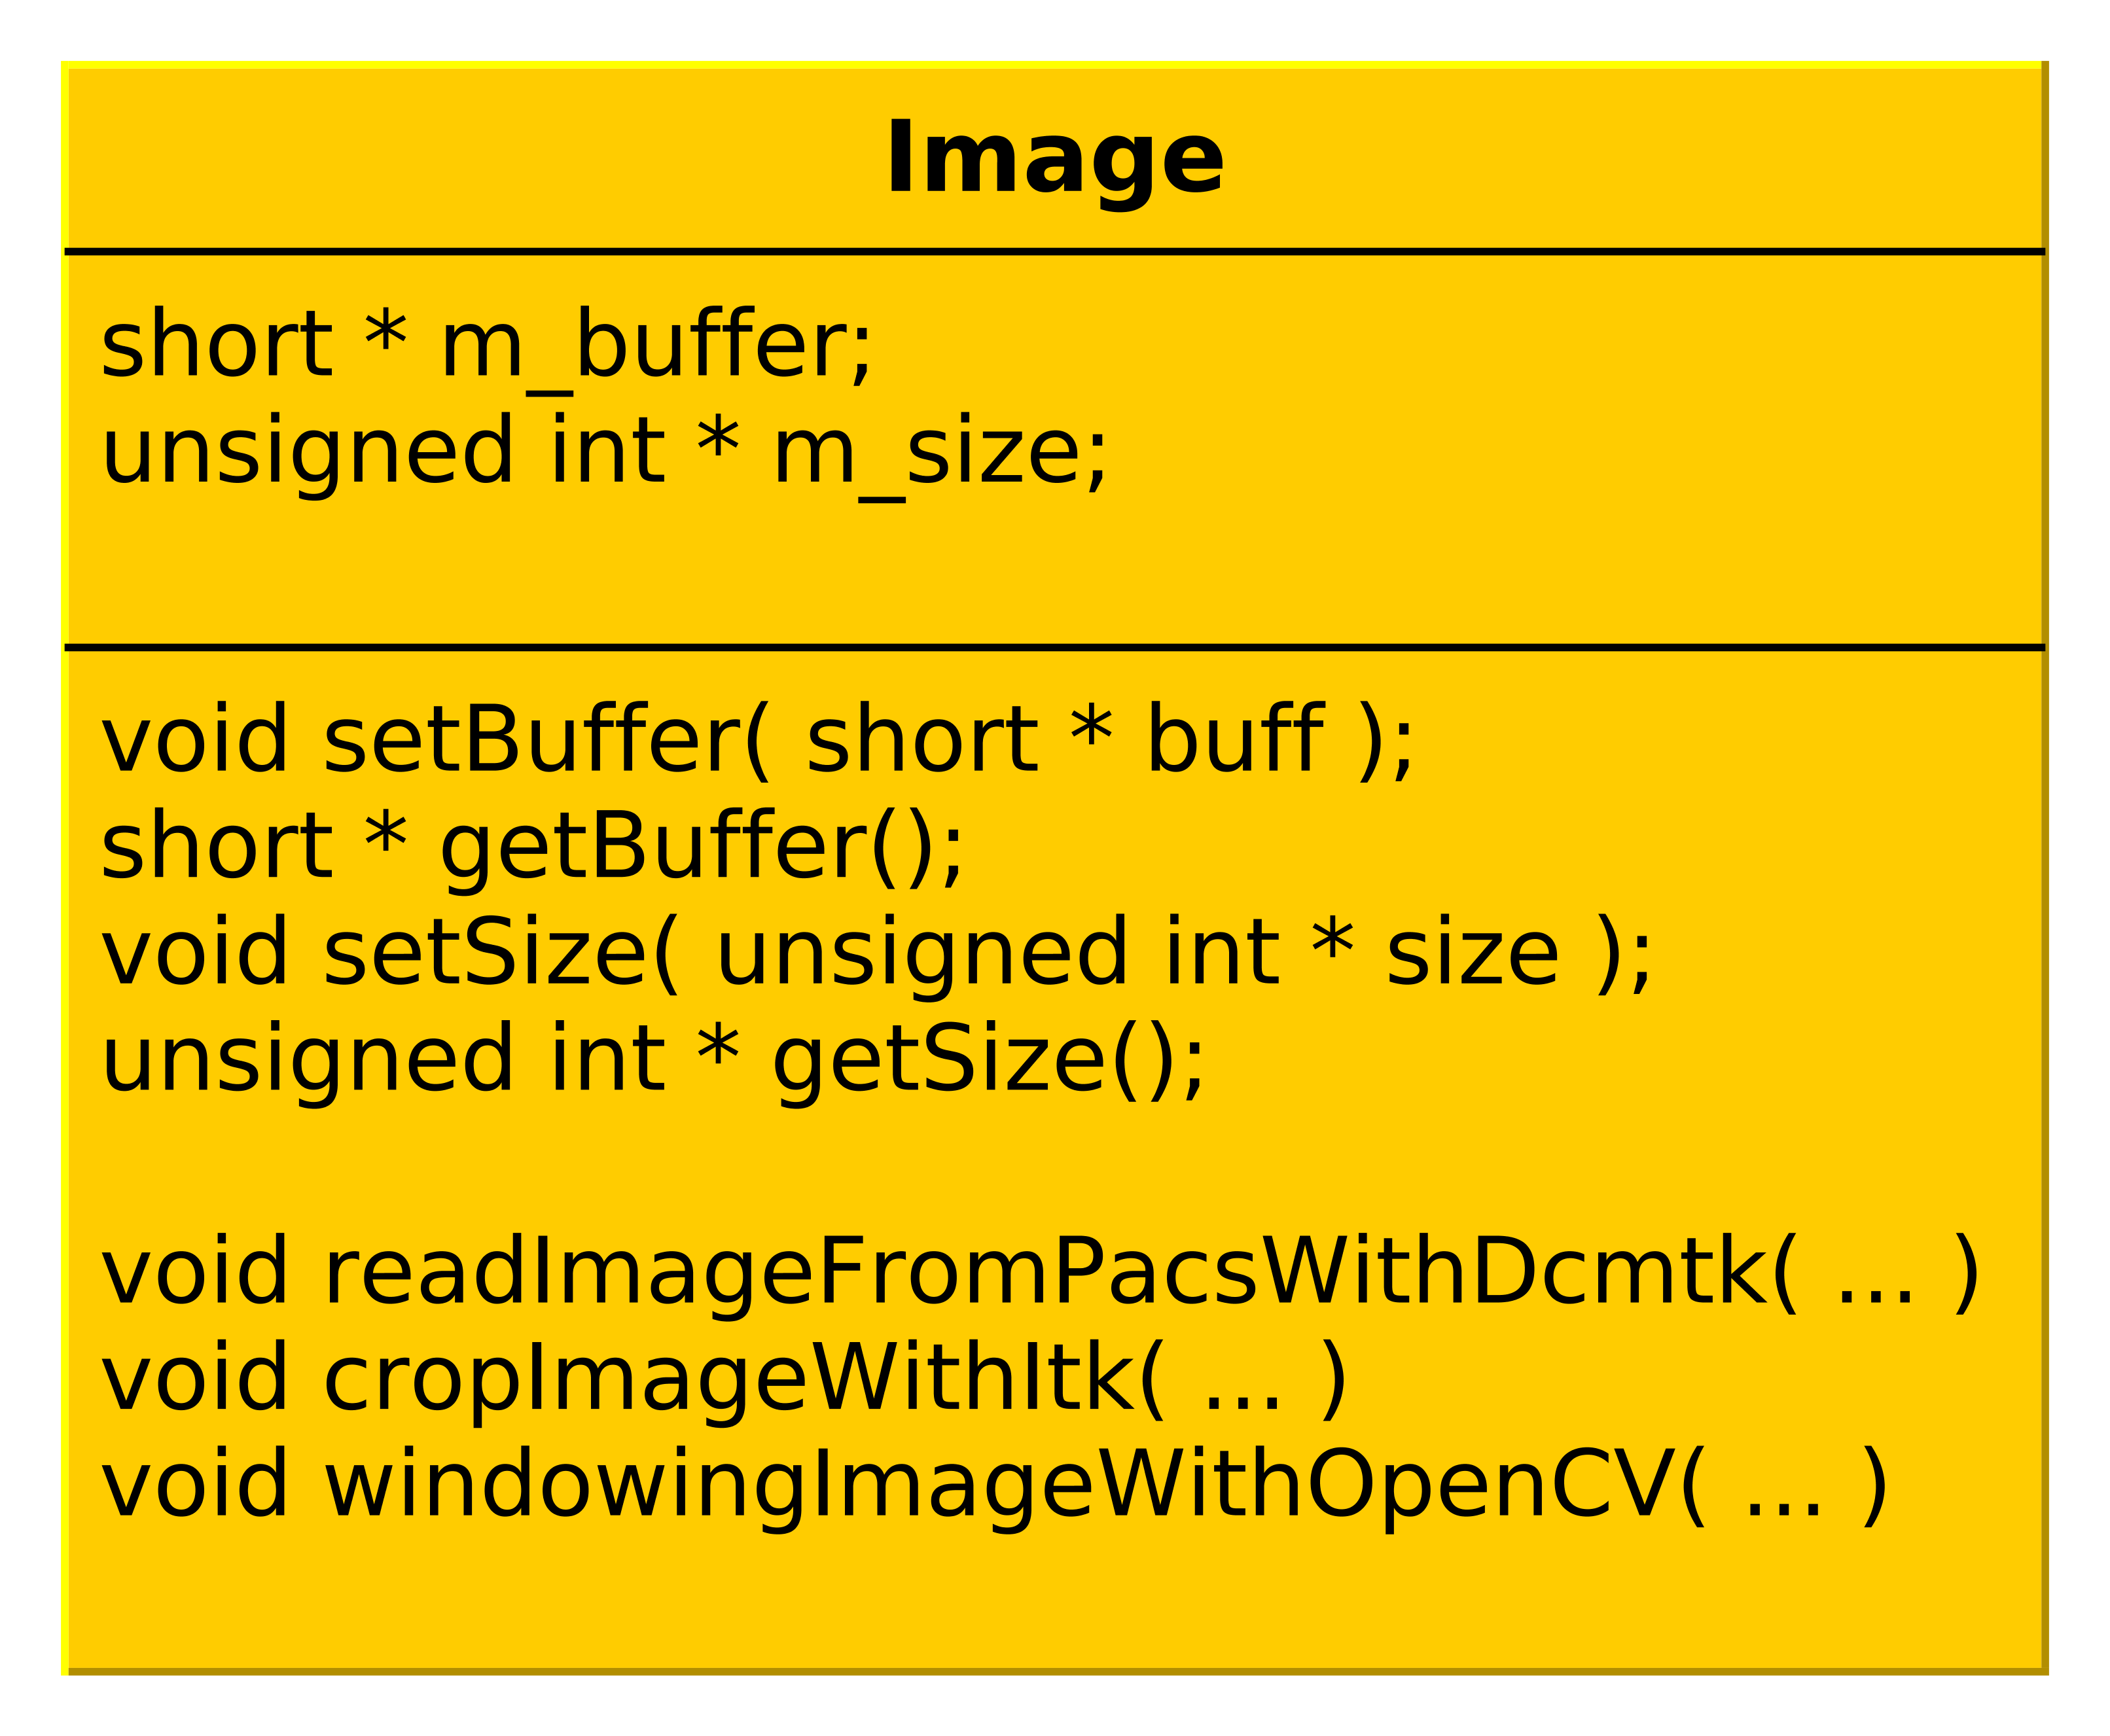 Image
short * m_buffer;
unsigned int * m_size;
void setBuffer( short * buff );
short * getBuffer();
void setSize( unsigned int * size );
unsigned int * getSize();
void readImageFromPacsWithDcmtk( ... )
void cropImageWithItk( ... )
void windowingImageWithOpenCV( ... )